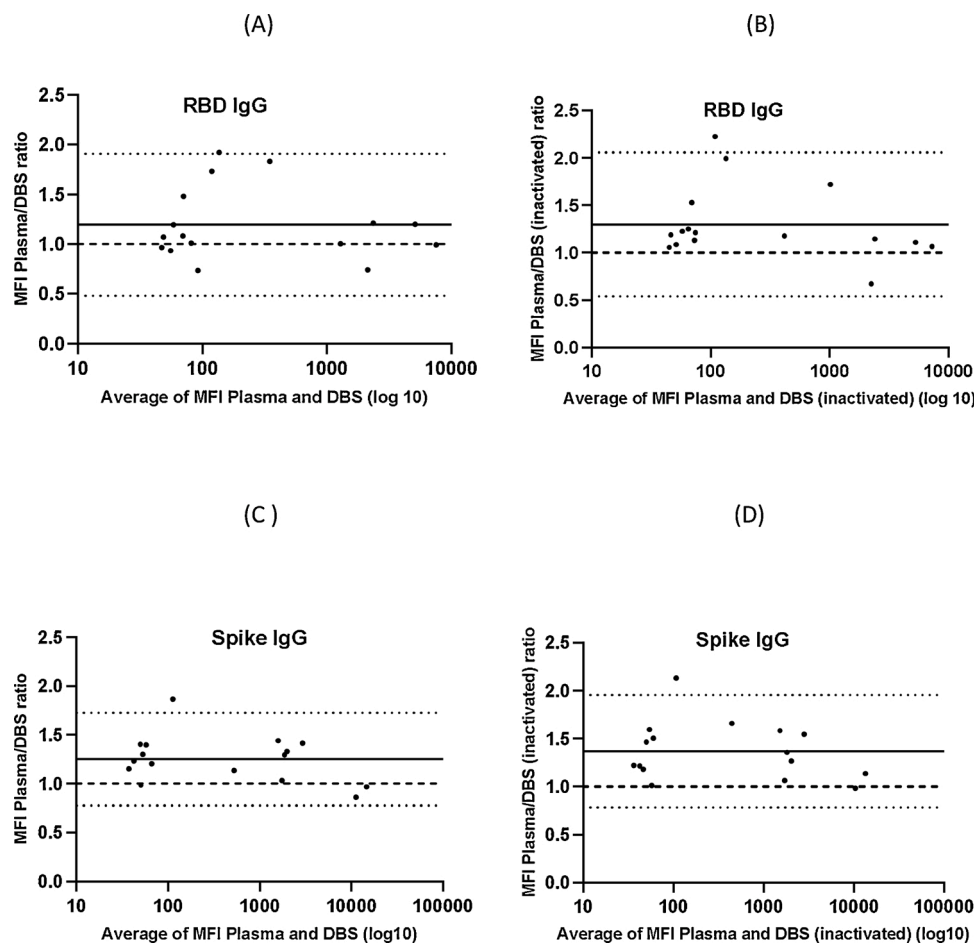 (A)
RBD IgG
MFI Plasma/DBS ratio
2.5
2.0
1.5
1.0
0.5
0.0
10
100
1000
10000
Average of MFI Plasma and DBS (log 10)
(B)
RBD IgG
MFI Plasma/DBS (inactivated) ratio
2.5
2.0
1.5
1.0
0.5
0.0
10
100
1000
10000
Average of MFI Plasma and DBS (inactivated) (log 10)
(C )
Spike IgG
MFI Plasma/DBS ratio
2.5
2.0
1.5
1.0
0.5
0.0
10
100
1000
10000
100000
Average of MFI Plasma and DBS (log10)
(D)
Spike IgG
MFI Plasma/DBS (inactivated) ratio
2.5
2.0
1.5
1.0
0.5
0.0
10
100
1000
10000
100000
Average of MFI Plasma and DBS (inactivated) (log10)